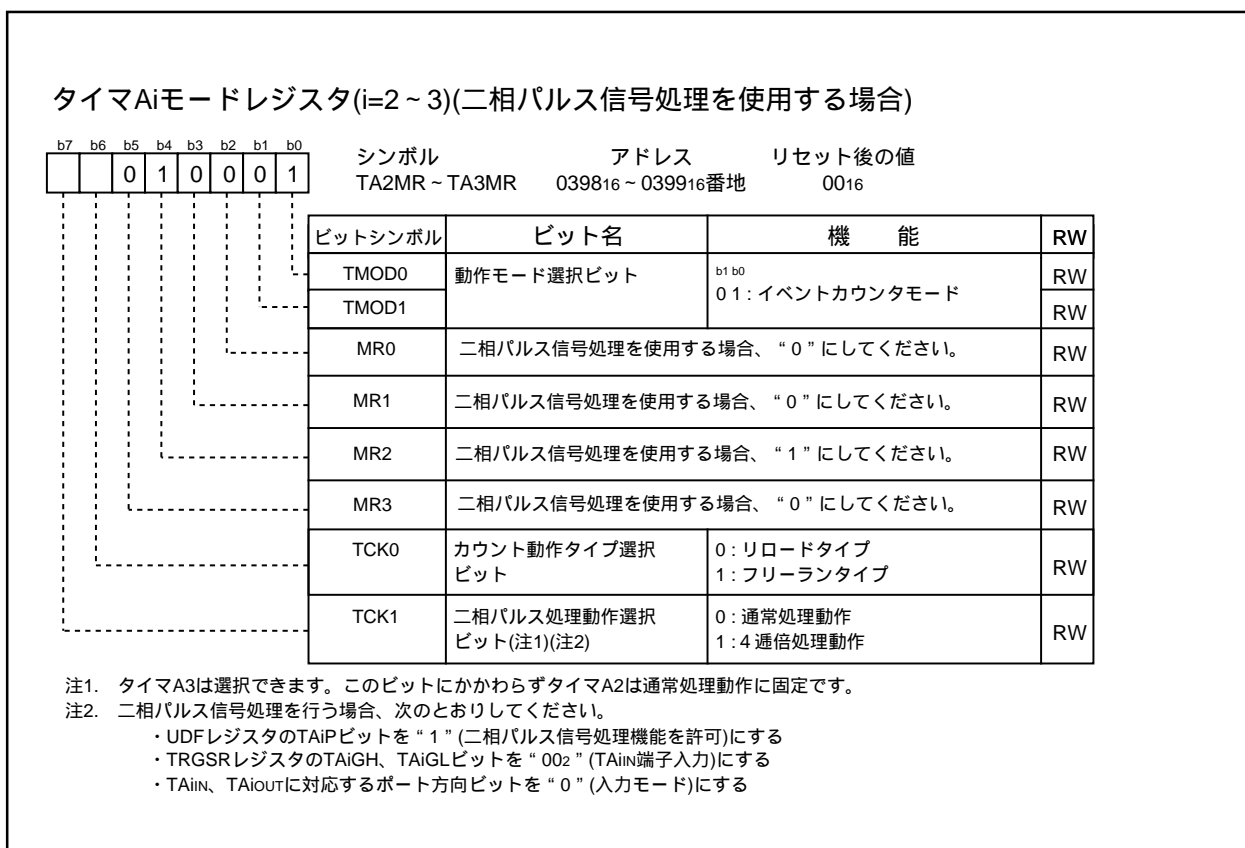 タイマAiモードレジスタ(i=2 ~ 3)(二相パルス信号処理を使用する場合)
b7 b6 b5 b4 b3 b2 b1 b0
0 1 0 0 0 1
シンボル アドレス リセット後の値
TA2MR ~ TA3MR 039816 ~ 039916番地 0016
ビットシンボル ビット名 機 能 RW
TMOD0 動作モード選択ビット b1 b0 RW
0 1 : イベントカウンタモード
TMOD1 RW
MR0 二相パルス信号処理を使用する場合、“ 0 ” にしてください。 RW
MR1 二相パルス信号処理を使用する場合、“ 0 ” にしてください。 RW
MR2 二相パルス信号処理を使用する場合、“ 1 ” にしてください。 RW
MR3 二相パルス信号処理を使用する場合、“ 0 ” にしてください。 RW
TCK0 カウント動作タイプ選択 0 : リロードタイプ
ビット 1 : フリーランタイプ RW
TCK1 二相パルス処理動作選択 0 : 通常処理動作
ビット(注1)(注2) 1 : 4 逓倍処理動作 RW
注1. タイマA3は選択できます。このビットにかかわらずタイマA2は通常処理動作に固定です。
注2. 二相パルス信号処理を行う場合、次のとおりしてください。
・UDFレジスタのTAiPビットを “ 1 ” (二相パルス信号処理機能を許可)にする
・TRGSRレジスタのTAiGH、TAiGLビットを “ 002 ” (TAiIN端子入力)にする
・TAiIN、TAiOUTに対応するポート方向ビットを “ 0 ” (入力モード)にする